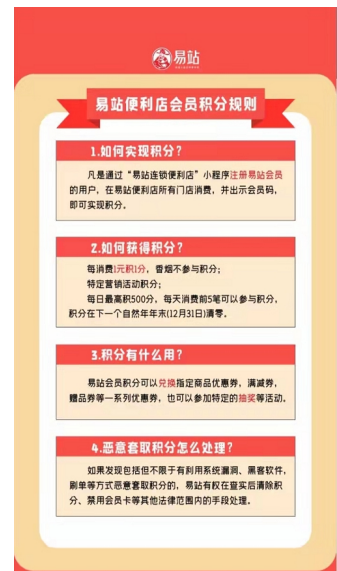 易站
易站便利店会员积分规则
1.如何实现积分?
凡是通过“易站连锁便利店”小程序注册易站会员
的用户,在易站便利店所有门店消费,并出示会员码,
即可实现积分。
2.如何获得积分?
每消费1元积1分,香烟不参与积分;
特定营销活动积分;
每日最高积500分,每天消费前5笔可以参与积分,
积分在下一个自然年年末(12月31日)清零。
3.积分有什么用?
易站会员积分可以兑换指定商品优惠券,满减券,
赠品券等一系列优惠券,也可以参加特定的抽奖等活动。
4.恶意套取积分怎么处理?
如果发现包括但不限于有利用系统漏洞、黑客软件,
刷单等方式恶意套取积分的,易站有权在查实后清除积
分、禁用会员卡等其他法律范围内的手段处理。